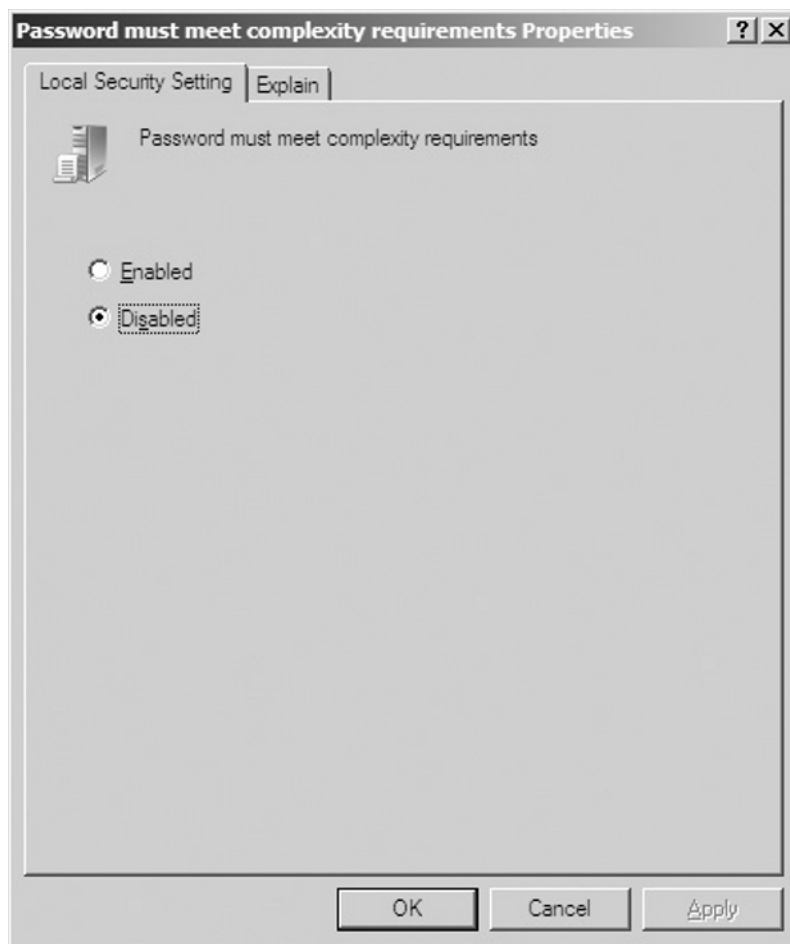 Password must meet complexity requirements Properties
Local Security Setting
Explain
Password must meet complexity requirements
Enabled
Disabled
OK
Cancel
Apply